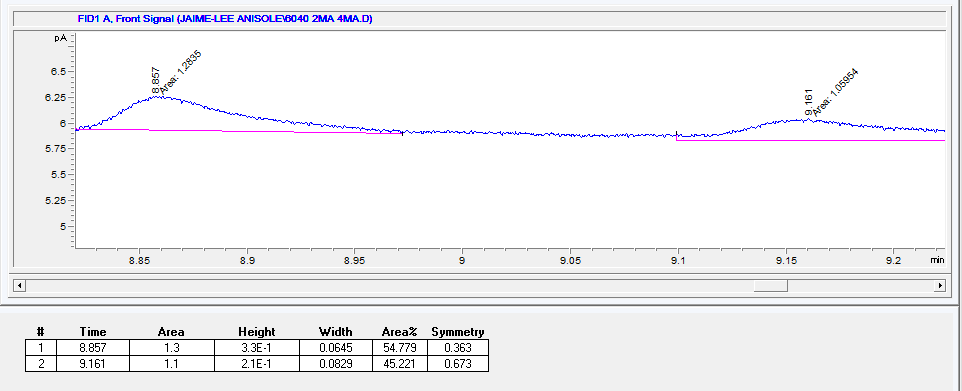 FID1 A, Front Signal (JAIME-LEE ANISOLE\6040 2MA 4MA.D)
pA
6.5
6.25
6
5.75
5.5
5.25
5
8.857
Area: 1.2835
9.161
Area: 1.05954
8.85 8.9 8.95 9 9.05 9.1 9.15 9.2 min
# Time Area Height Width Area% Symmetry
1 8.857 1.3 3.3E-1 0.0645 54.779 0.363
2 9.161 1.1 2.1E-1 0.0829 45.221 0.673